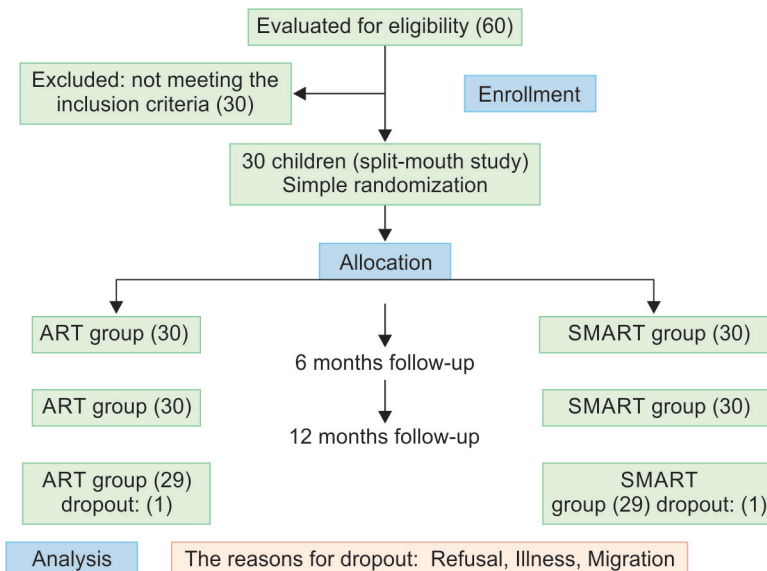 Evaluated for eligibility (60)
Excluded: not meeting the
inclusion criteria (30)
Enrollment
30 children (split-mouth study)
Simple randomization
Allocation
ART group (30)
SMART group (30)
6 months follow-up
ART group (30)
SMART group (30)
12 months follow-up
ART group (29)
dropout: (1)
SMART
group (29) dropout: (1)
Analysis
The reasons for dropout: Refusal, Illness, Migration